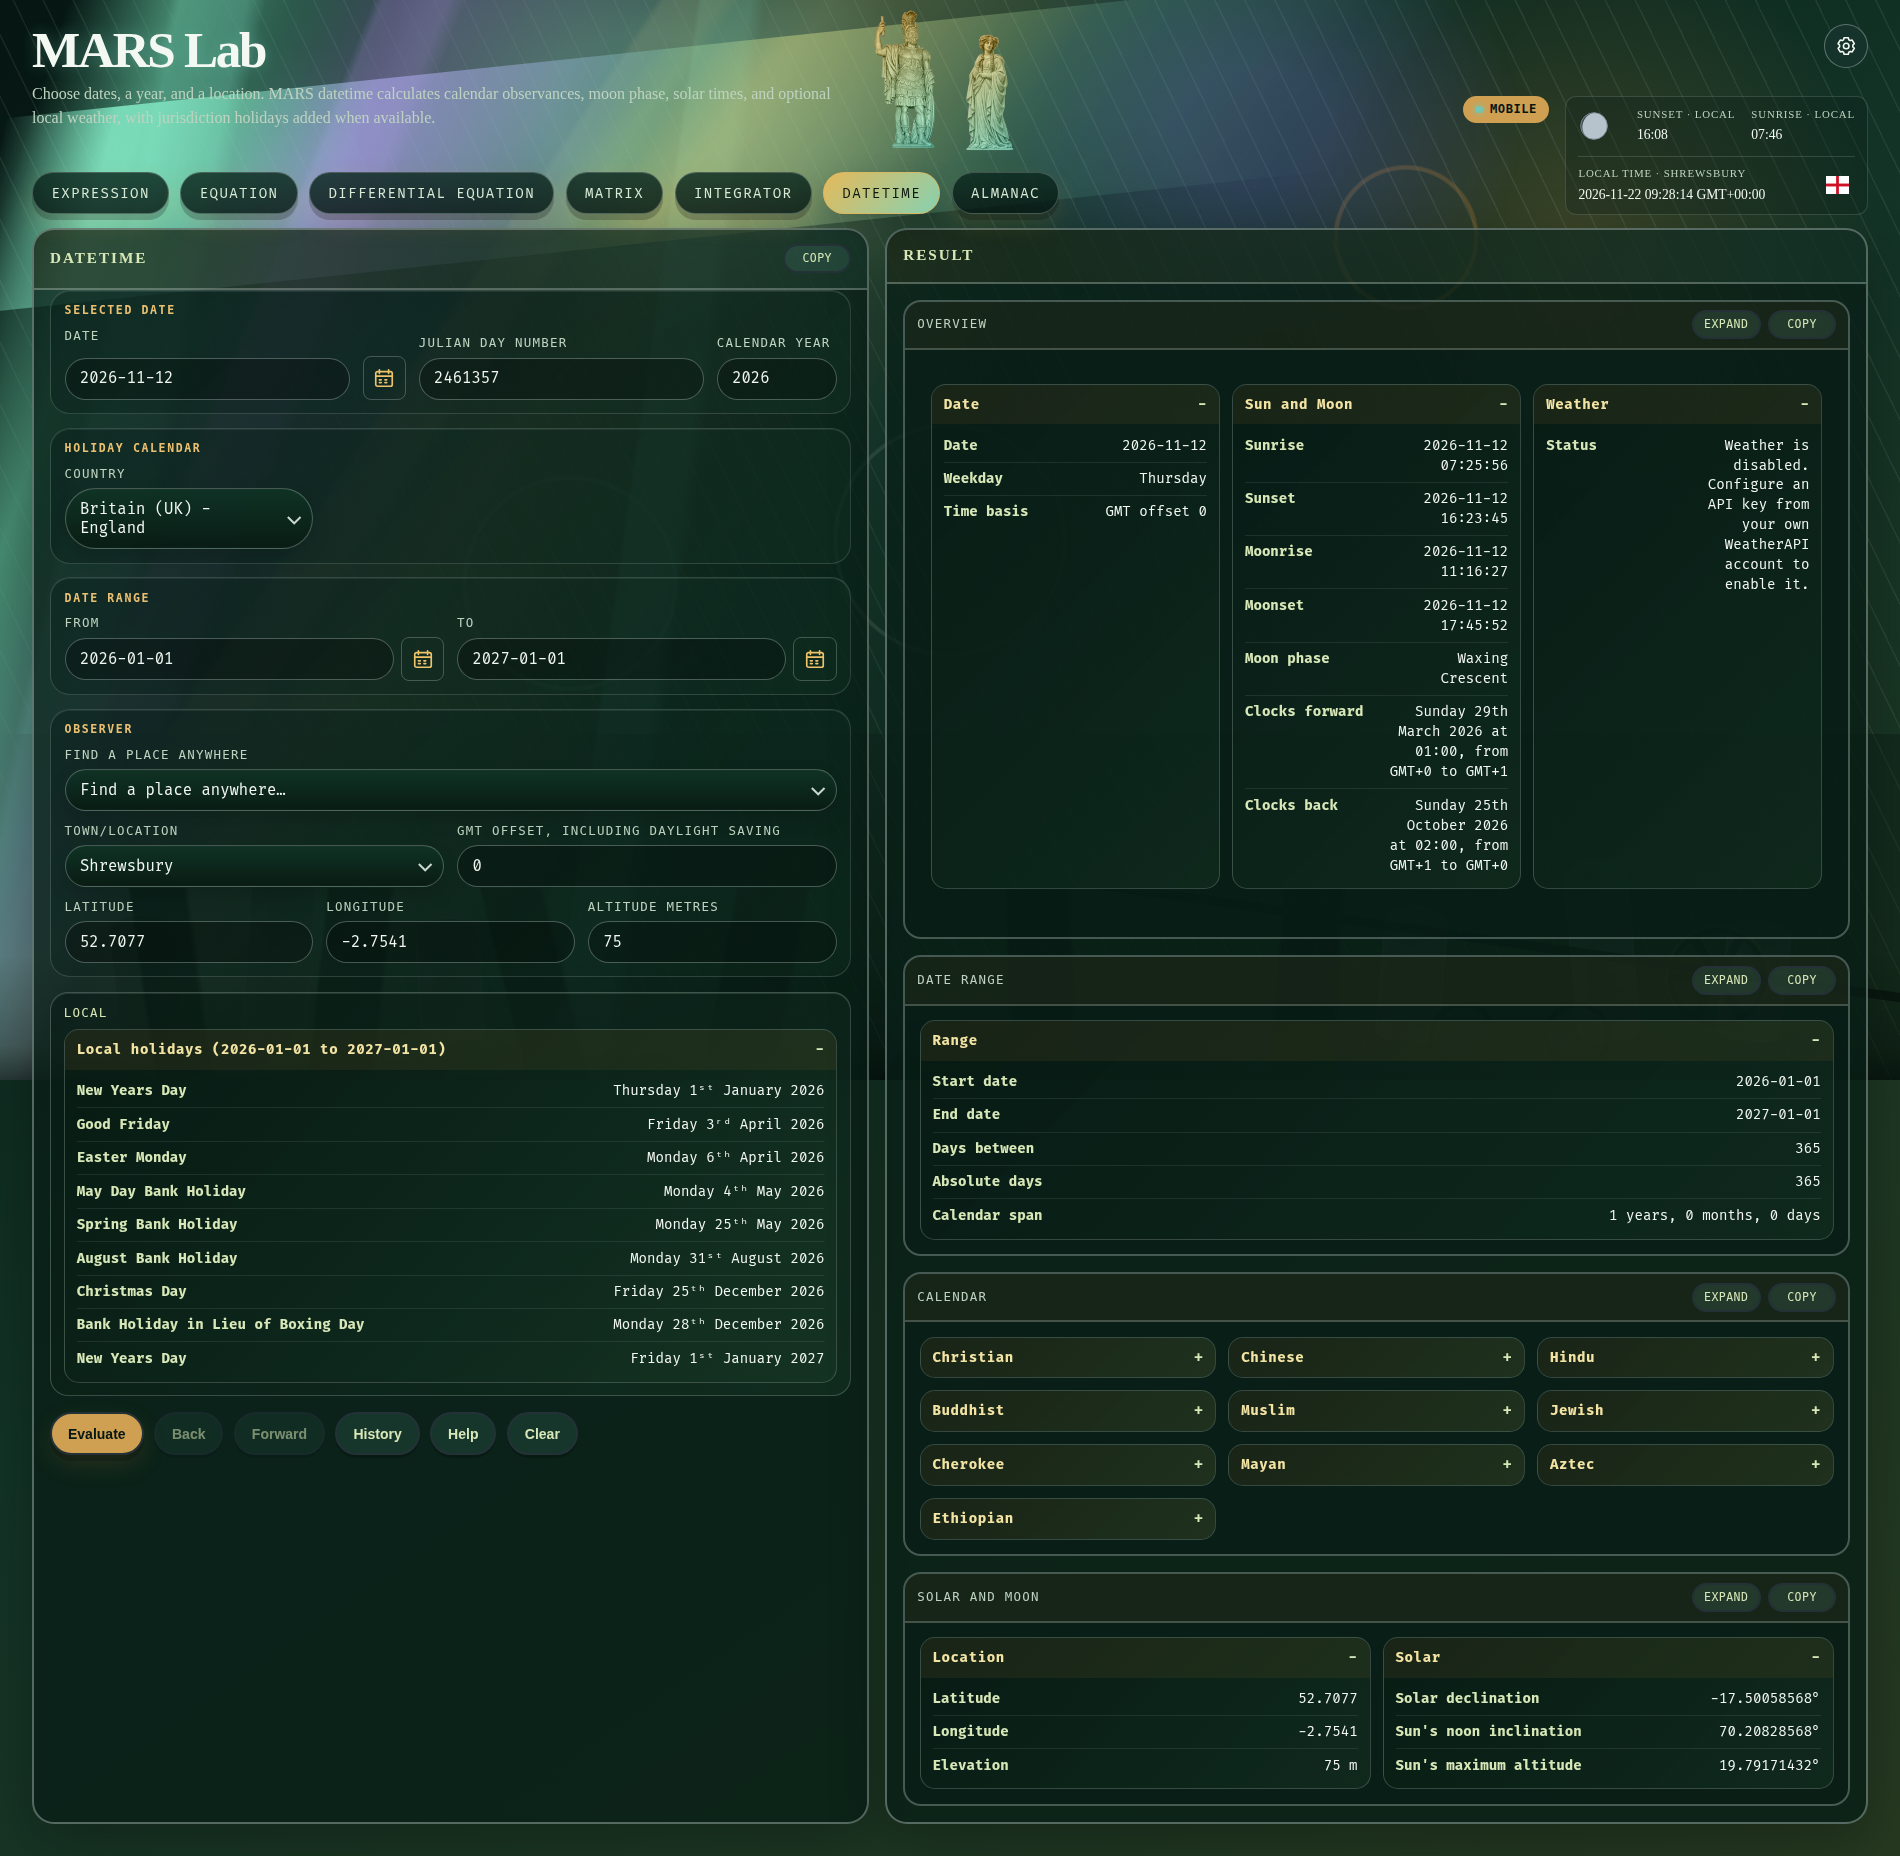 MARS Lab
Choose dates, a year, and a location. MARS datetime calculates calendar observances, moon phase, solar times, and optional
local weather, with jurisdiction holidays added when available.
MOBILE
SUNSET · LOCAL SUNRISE · LOCAL
16:08 07:46
LOCAL TIME · SHREWSBURY
2026-11-22 09:28:14 GMT+00:00
EXPRESSION EQUATION DIFFERENTIAL EQUATION MATRIX INTEGRATOR DATETIME ALMANAC
DATETIME COPY
SELECTED DATE
DATE JULIAN DAY NUMBER CALENDAR YEAR
2026-11-12 2461357 2026
HOLIDAY CALENDAR
COUNTRY
Britain (UK) -
England
DATE RANGE
FROM TO
2026-01-01 2027-01-01
OBSERVER
FIND A PLACE ANYWHERE
Find a place anywhere…
TOWN/LOCATION GMT OFFSET, INCLUDING DAYLIGHT SAVING
Shrewsbury 0
LATITUDE LONGITUDE ALTITUDE METRES
52.7077 -2.7541 75
LOCAL
Local holidays (2026-01-01 to 2027-01-01) -
New Years Day Thursday 1ˢᵗ January 2026
Good Friday Friday 3ʳᵈ April 2026
Easter Monday Monday 6ᵗʰ April 2026
May Day Bank Holiday Monday 4ᵗʰ May 2026
Spring Bank Holiday Monday 25ᵗʰ May 2026
August Bank Holiday Monday 31ˢᵗ August 2026
Christmas Day Friday 25ᵗʰ December 2026
Bank Holiday in Lieu of Boxing Day Monday 28ᵗʰ December 2026
New Years Day Friday 1ˢᵗ January 2027
Evaluate Back Forward History Help Clear
RESULT
OVERVIEW EXPAND COPY
Date -
Date 2026-11-12
Weekday Thursday
Time basis GMT offset 0
Sun and Moon -
Sunrise 2026-11-12
07:25:56
Sunset 2026-11-12
16:23:45
Moonrise 2026-11-12
11:16:27
Moonset 2026-11-12
17:45:52
Moon phase Waxing
Crescent
Clocks forward Sunday 29th
March 2026 at
01:00, from
GMT+0 to GMT+1
Clocks back Sunday 25th
October 2026
at 02:00, from
GMT+1 to GMT+0
Weather -
Status Weather is
disabled.
Configure an
API key from
your own
WeatherAPI
account to
enable it.
DATE RANGE EXPAND COPY
Range -
Start date 2026-01-01
End date 2027-01-01
Days between 365
Absolute days 365
Calendar span 1 years, 0 months, 0 days
CALENDAR EXPAND COPY
Christian + Chinese + Hindu +
Buddhist + Muslim + Jewish +
Cherokee + Mayan + Aztec +
Ethiopian +
SOLAR AND MOON EXPAND COPY
Location -
Latitude 52.7077
Longitude -2.7541
Elevation 75 m
Solar -
Solar declination -17.50058568°
Sun's noon inclination 70.20828568°
Sun's maximum altitude 19.79171432°